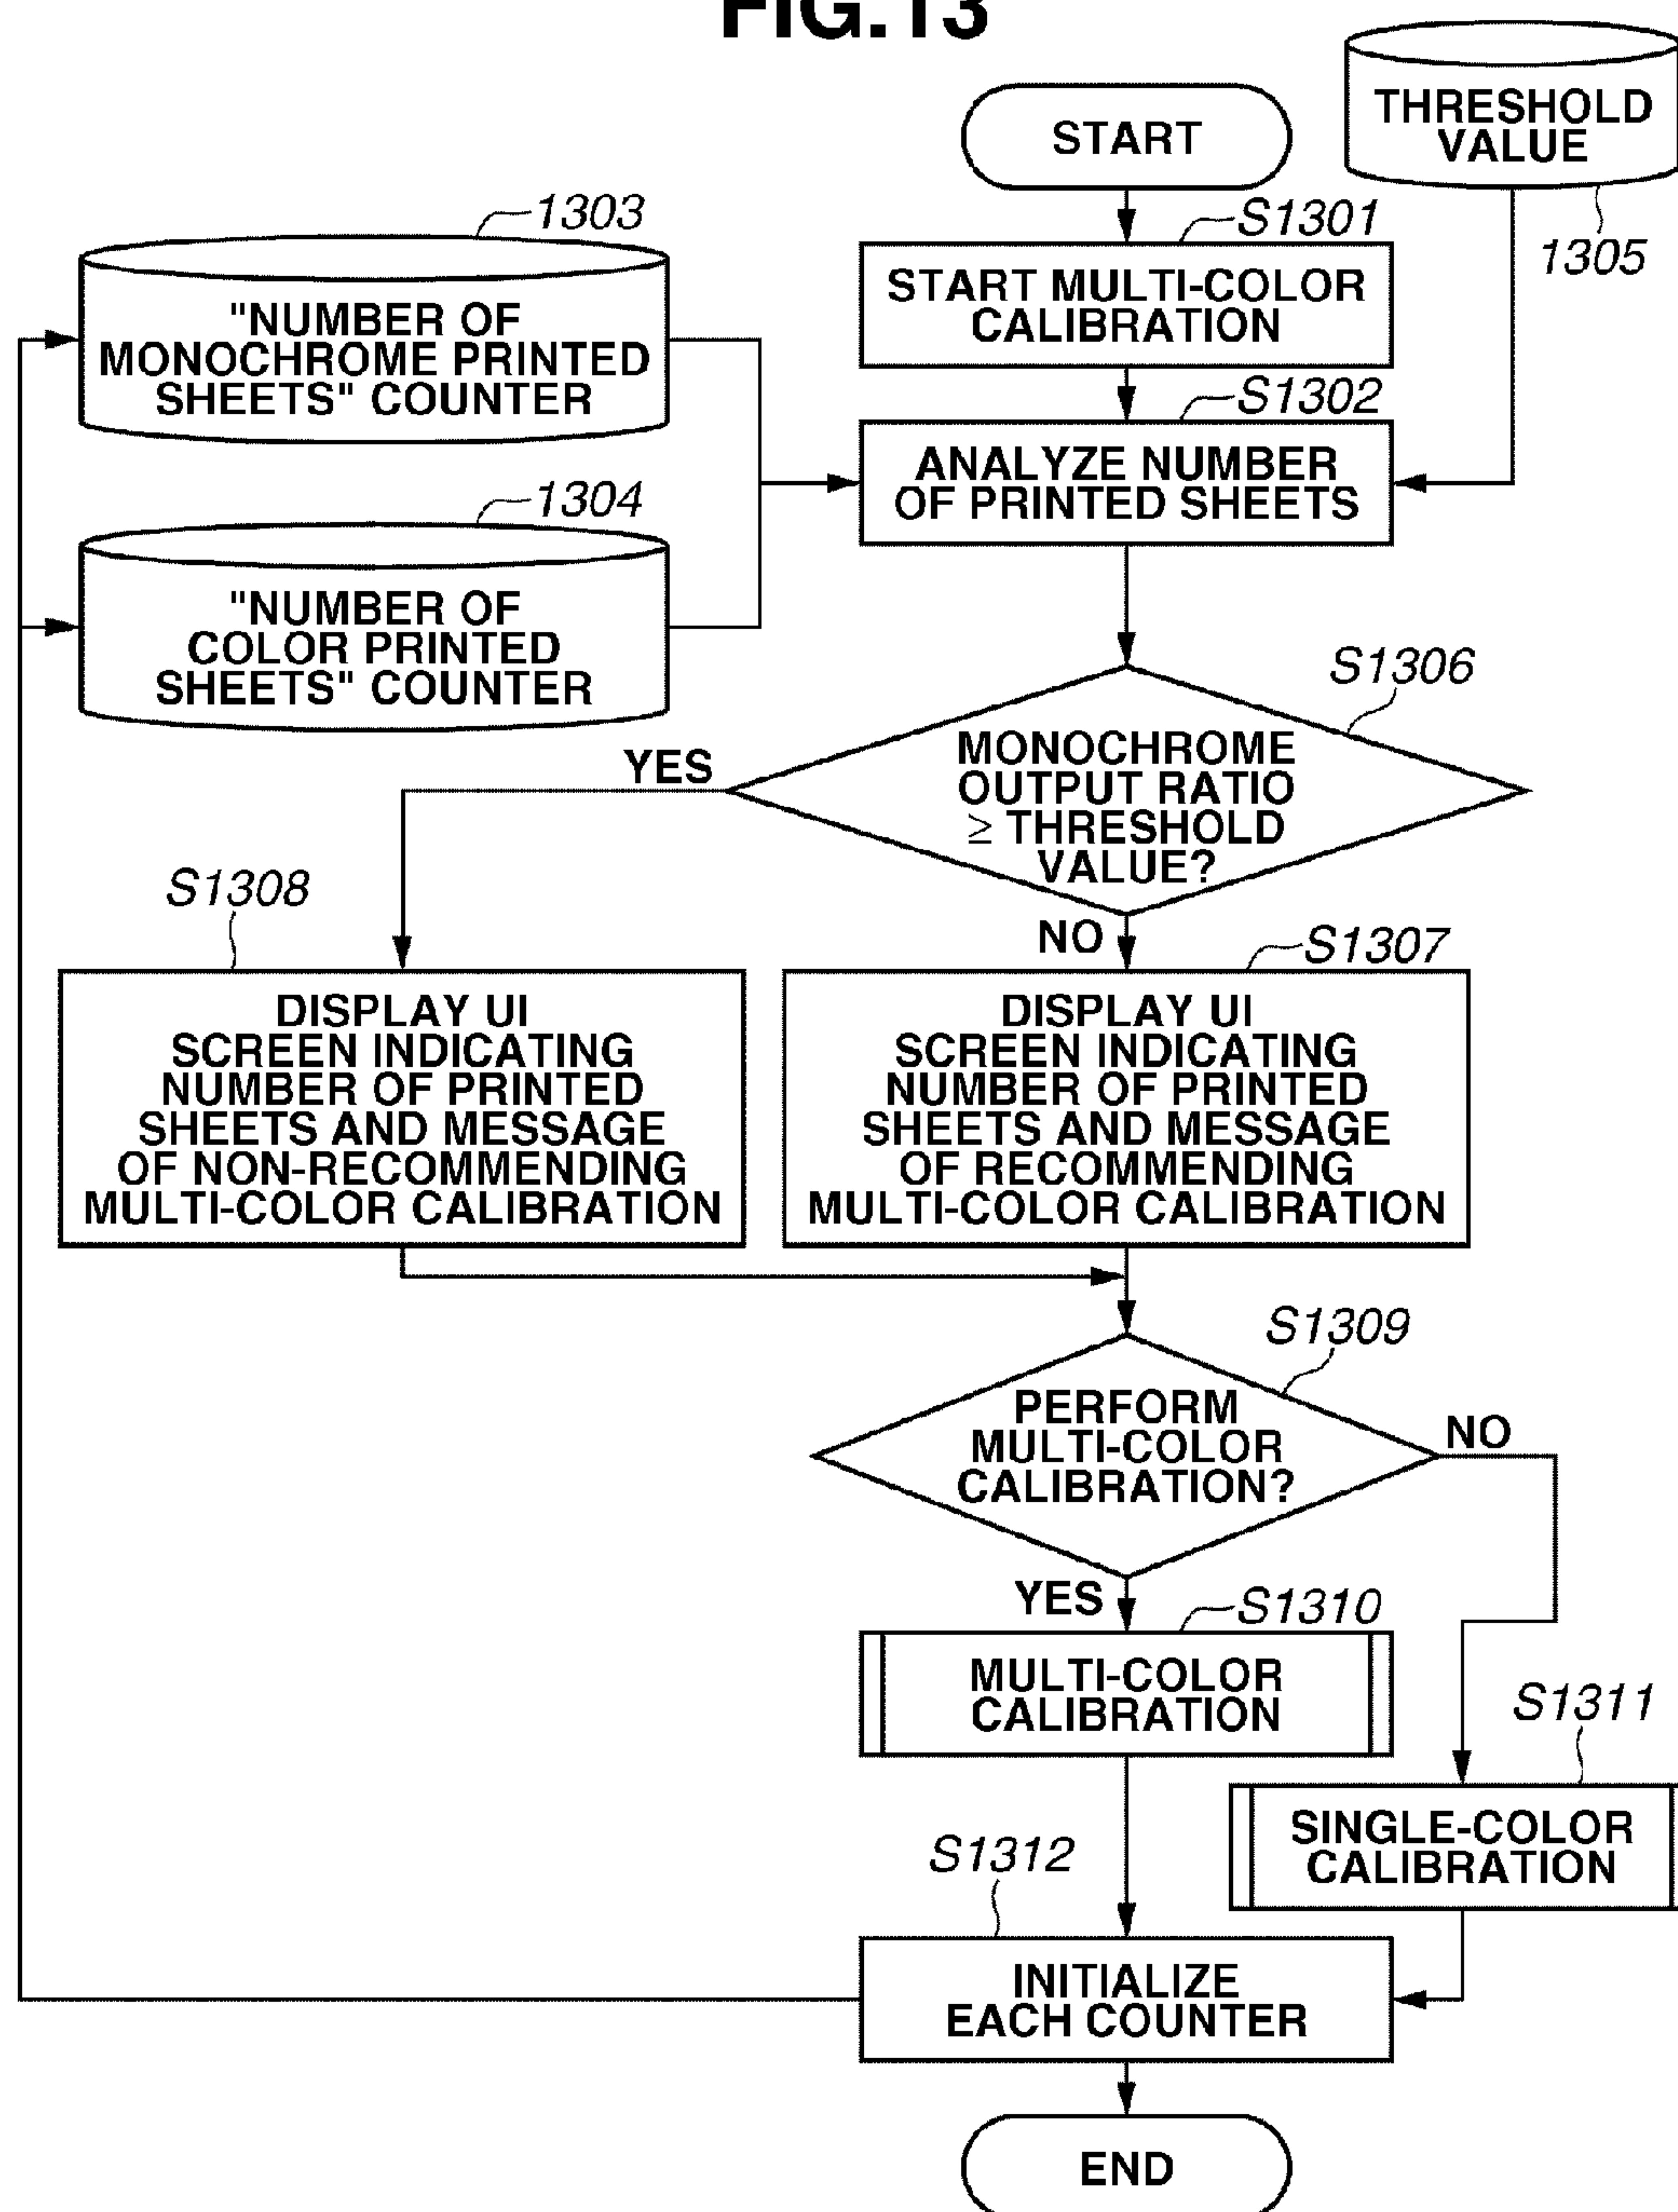 FIG.13
START
THRESHOLD
VALUE
1305
1303
"NUMBER OF
MONOCHROME PRINTED
SHEETS" COUNTER
S1301
START MULTI-COLOR
CALIBRATION
S1302
ANALYZE NUMBER
OF PRINTED SHEETS
1304
"NUMBER OF
COLOR PRINTED
SHEETS" COUNTER
S1306
MONOCHROME
OUTPUT RATIO
≥ THRESHOLD
VALUE?
YES
NO
S1308
DISPLAY UI
SCREEN INDICATING
NUMBER OF PRINTED
SHEETS AND MESSAGE
OF NON-RECOMMENDING
MULTI-COLOR CALIBRATION
S1307
DISPLAY UI
SCREEN INDICATING
NUMBER OF PRINTED
SHEETS AND MESSAGE
OF RECOMMENDING
MULTI-COLOR CALIBRATION
S1309
PERFORM
MULTI-COLOR
CALIBRATION?
NO
YES
S1310
MULTI-COLOR
CALIBRATION
S1311
SINGLE-COLOR
CALIBRATION
S1312
INITIALIZE
EACH COUNTER
END